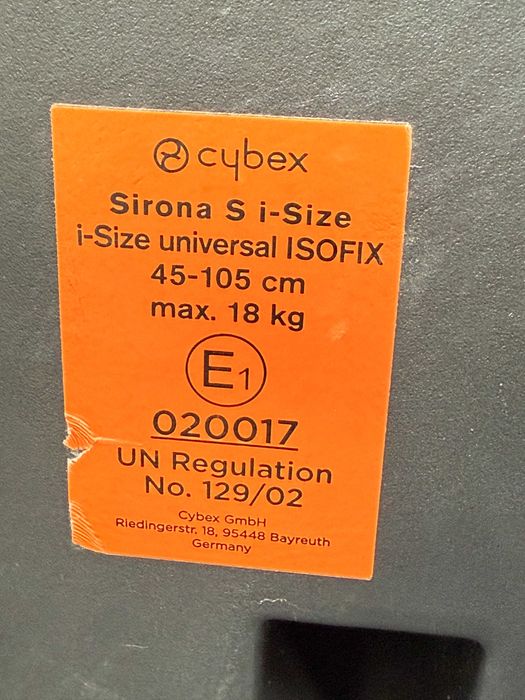 cybex
Sirona S i-Size
i-Size universal ISOFIX
45-105 cm
max. 18 kg
E1
020017
UN Regulation
No. 129/02
Cybex GmbH
Riedingerstr. 18, 95448 Bayreuth
Germany